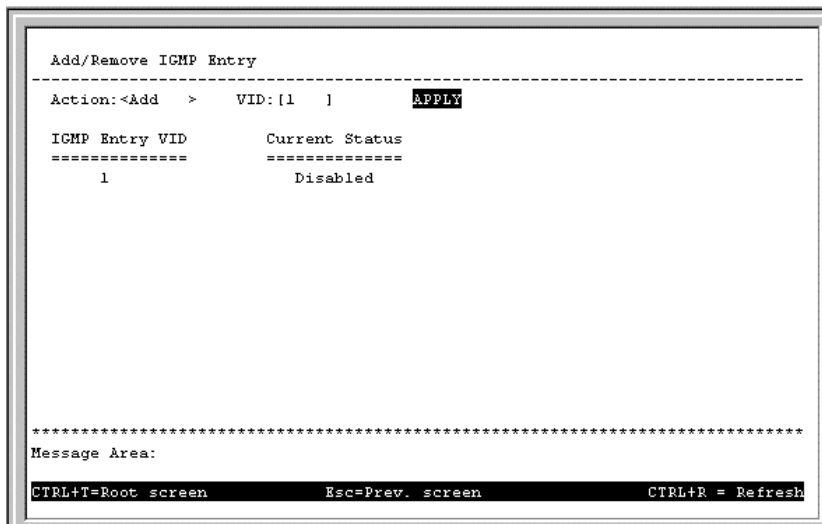 Add/Remove IGMP Entry
--------------------------------------------------------------------------------
Action:<Add   >    VID:[1   ]        APPLY
IGMP Entry VID        Current Status
==============        ==============
1        Disabled
********************************************************************************
Message Area:
CTRL+T=Root screen            Esc=Prev. screen                 CTRL+R = Refresh